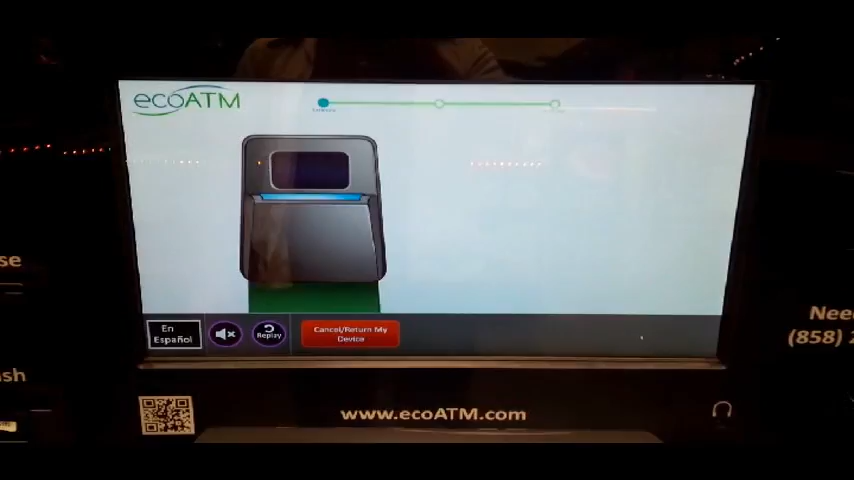 ecoATM
se
En
Español
Replay
Cancel/Return My
Device
Nee
(858)
sh
www.ecoATM.com